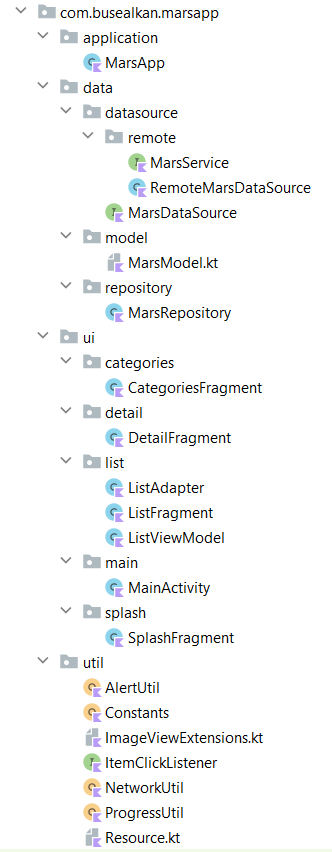 com.busealkan.marsapp
application
MarsApp
data
datasource
remote
MarsService
RemoteMarsDataSource
MarsDataSource
model
MarsModel.kt
repository
MarsRepository
ui
categories
CategoriesFragment
detail
DetailFragment
list
ListAdapter
ListFragment
ListViewModel
main
MainActivity
splash
SplashFragment
util
AlertUtil
Constants
ImageViewExtensions.kt
ItemClickListener
NetworkUtil
ProgressUtil
Resource.kt